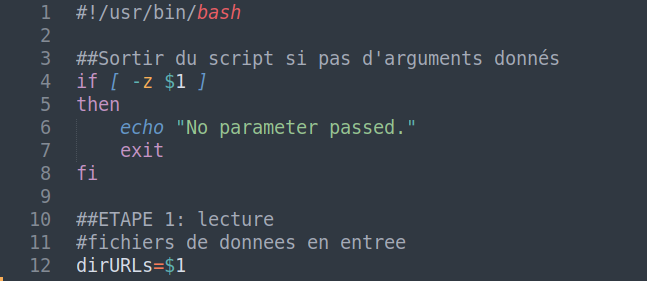 1 #!/usr/bin/bash
2
3 ##Sortir du script si pas d'arguments donnés
4 if [ -z $1 ]
5 then
6     echo "No parameter passed."
7     exit
8 fi
9
10 ##ETAPE 1: lecture
11 #fichiers de donnees en entree
12 dirURLs=$1